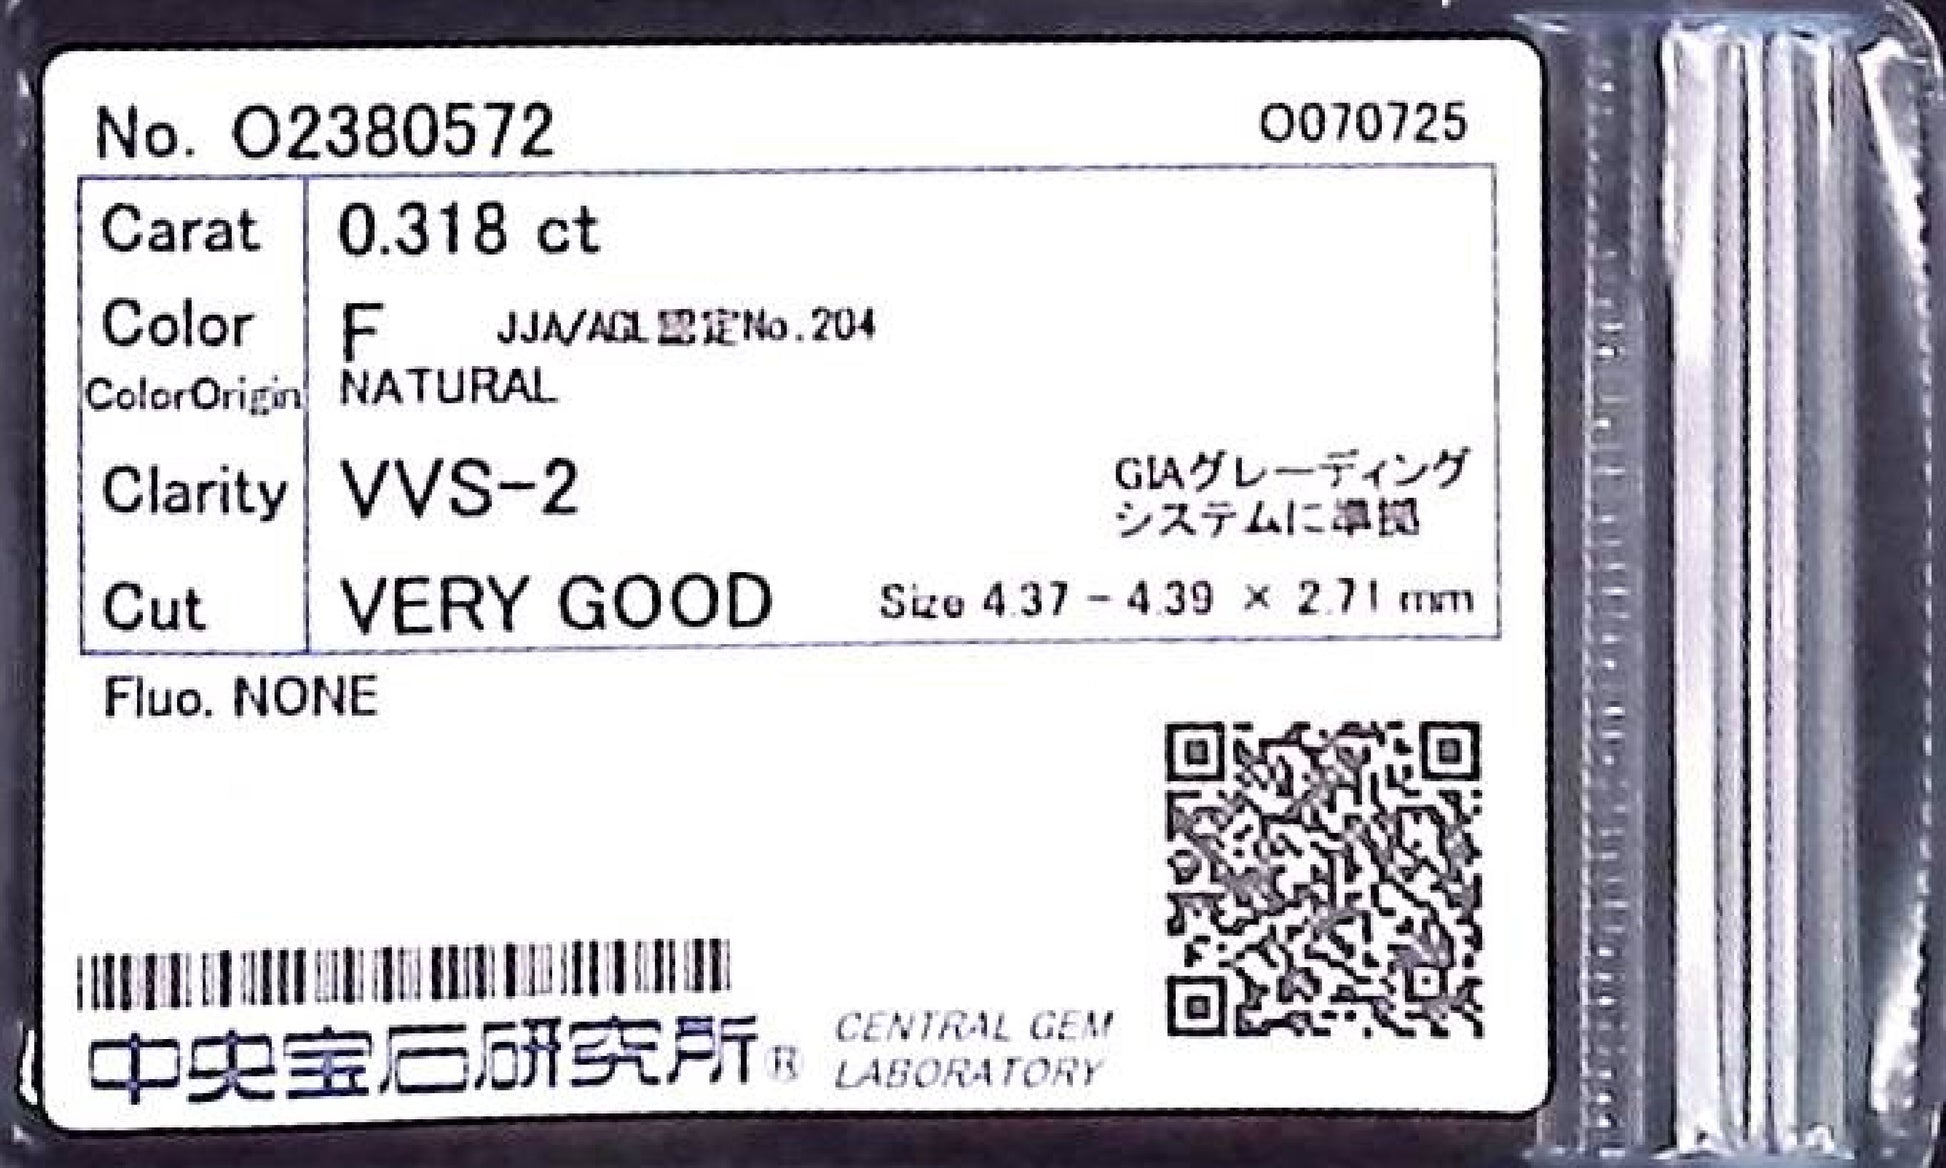 No. O2380572
O070725
Carat 0.318 ct
Color F JJA/AGL認定No.204
ColorOrigin NATURAL
Clarity VVS-2
GIAグレーディング
システムに準拠
Cut VERY GOOD Size 4.37 - 4.39 × 2.71 mm
Fluo. NONE
中央宝石研究所® CENTRAL GEM
LABORATORY